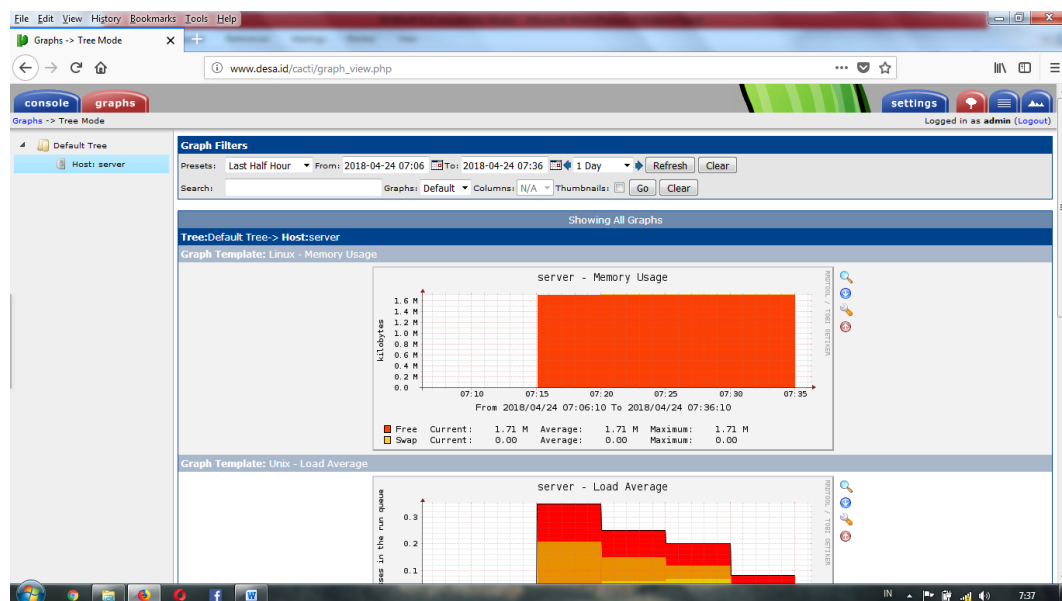 File Edit View History Bookmarks Tools Help
Graphs -> Tree Mode
www.desa.id/cacti/graph_view.php
console graphs settings
Graphs -> Tree Mode Logged in as admin (Logout)
Default Tree
Host: server
Graph Filters
Presets: Last Half Hour From: 2018-04-24 07:06 To: 2018-04-24 07:36 1 Day Refresh Clear
Search: Graphs: Default Columns: N/A Thumbnails: Go Clear
Showing All Graphs
Tree:Default Tree-> Host:server
Graph Template: Linux - Memory Usage
server - Memory Usage
RRDTOOL / TOBI OETIKER
kilobytes
1.6 M
1.4 M
1.2 M
1.0 M
0.8 M
0.6 M
0.4 M
0.2 M
0.0
07:10 07:15 07:20 07:25 07:30 07:35
From 2018/04/24 07:06:10 To 2018/04/24 07:36:10
Free Current: 1.71 M Average: 1.71 M Maximum: 1.71 M
Swap Current: 0.00 Average: 0.00 Maximum: 0.00
Graph Template: Unix - Load Average
server - Load Average
RRDTOOL / TOBI OETIKER
ses in the run queue
0.3
0.2
0.1
IN 7:37